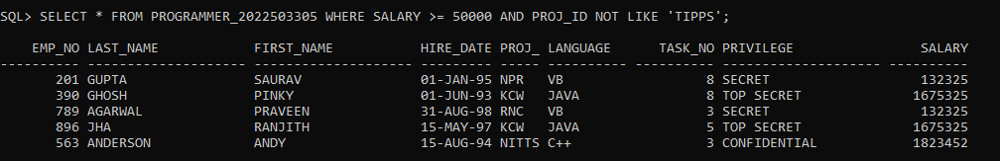 SQL> SELECT * FROM PROGRAMMER_2022503305 WHERE SALARY >= 50000 AND PROJ_ID NOT LIKE 'TIPPS';
EMP_NO LAST_NAME FIRST_NAME HIRE_DATE PROJ_ LANGUAGE TASK_NO PRIVILEGE SALARY
---------- -------------------- -------------------- --------- ----- ---------- ---------- -------------------- ----------
201 GUPTA SAURAV 01-JAN-95 NPR VB 8 SECRET 132325
390 GHOSH PINKY 01-JUN-93 KCW JAVA 8 TOP SECRET 1675325
789 AGARWAL PRAVEEN 31-AUG-98 RNC VB 3 SECRET 132325
896 JHA RANJITH 15-MAY-97 KCW JAVA 5 TOP SECRET 1675325
563 ANDERSON ANDY 15-AUG-94 NITTS C++ 3 CONFIDENTIAL 1823452